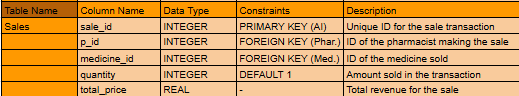 Table Name Column Name Data Type Constraints Description
Sales sale_id INTEGER PRIMARY KEY (AI) Unique ID for the sale transaction
p_id INTEGER FOREIGN KEY (Phar.) ID of the pharmacist making the sale
medicine_id INTEGER FOREIGN KEY (Med.) ID of the medicine sold
quantity INTEGER DEFAULT 1 Amount sold in the transaction
total_price REAL - Total revenue for the sale